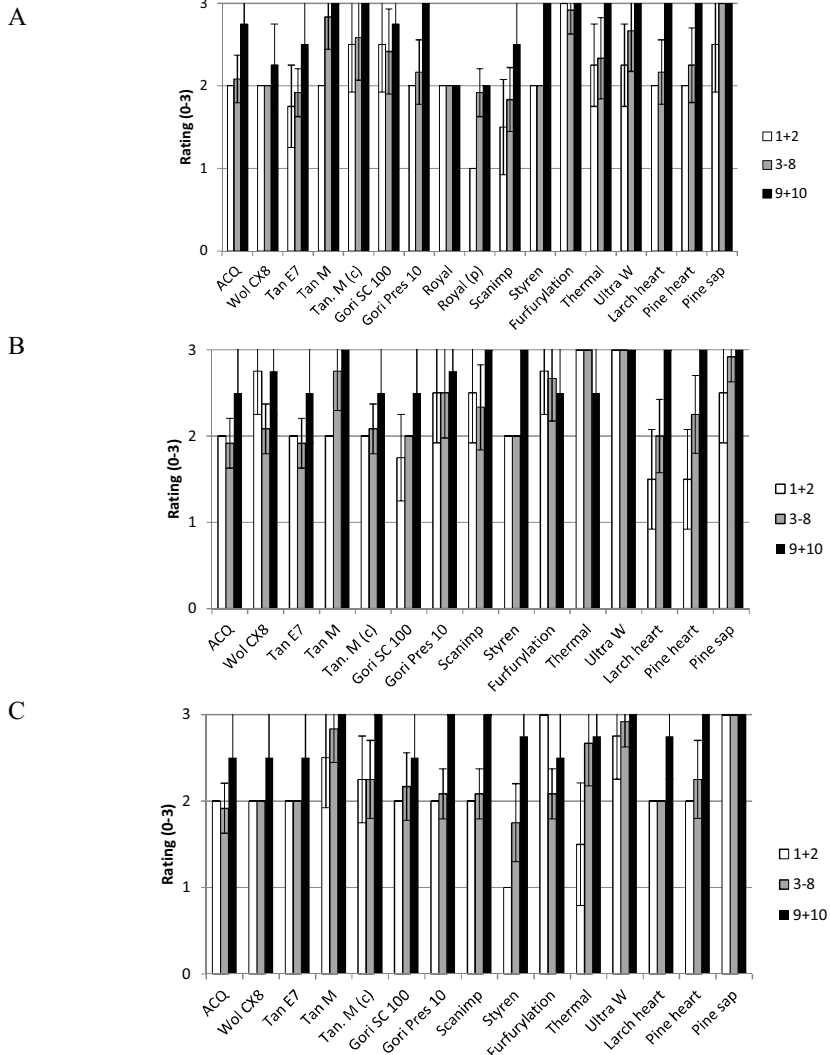 A
Rating (0-3)
3
2
1
0
ACQ
Wol CX8
Tan E7
Tan M
Tan. M (c)
Gori SC 100
Gori Pres 10
Royal
Royal (p)
Scanimp
Styren
Furfurylation
Thermal
Ultra W
Larch heart
Pine heart
Pine sap
1+2
3-8
9+10
B
Rating (0-3)
3
2
1
0
ACQ
Wol CX8
Tan E7
Tan M
Tan. M (c)
Gori SC 100
Gori Pres 10
Scanimp
Styren
Furfurylation
Thermal
Ultra W
Larch heart
Pine heart
Pine sap
1+2
3-8
9+10
C
Rating (0-3)
3
2
1
0
ACQ
Wol CX8
Tan E7
Tan M
Tan. M (c)
Gori SC 100
Gori Pres 10
Scanimp
Styren
Furfurylation
Thermal
Ultra W
Larch heart
Pine heart
Pine sap
1+2
3-8
9+10